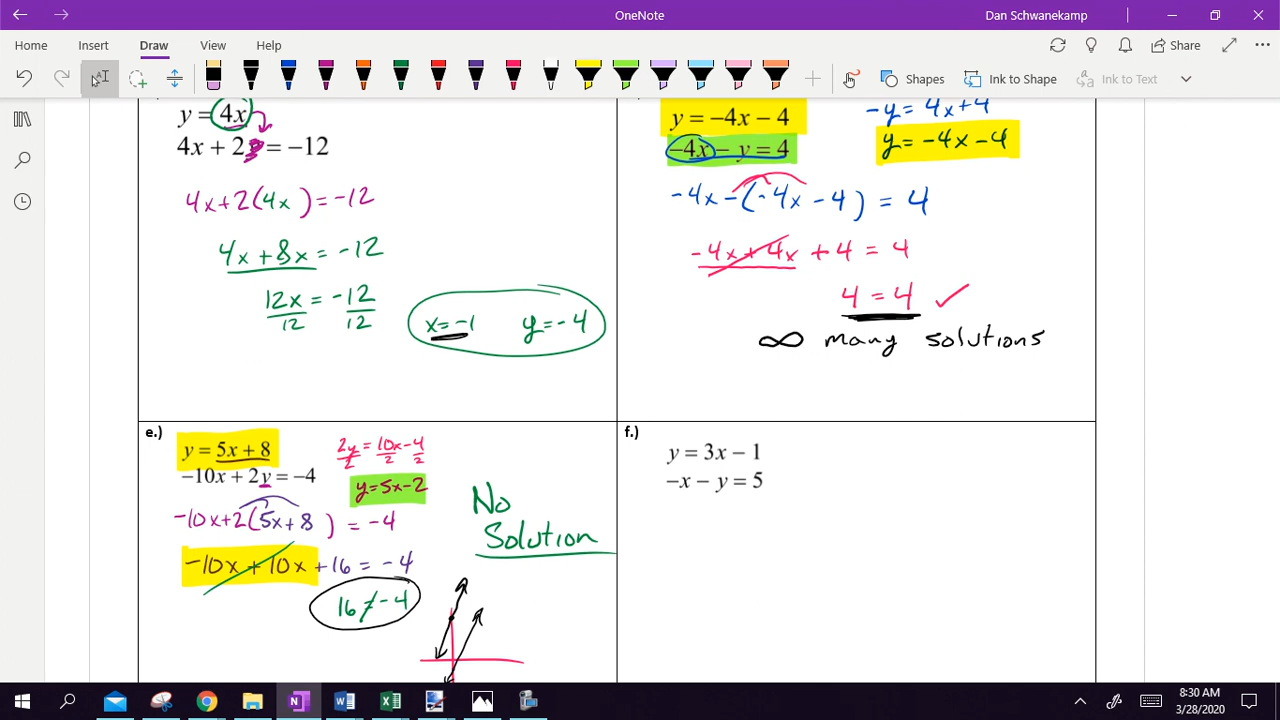 OneNote
Dan Schwanekamp
Home Insert Draw View Help
Share
Shapes
Ink to Shape
Ink to Text
y = 4x
4x + 2y = −12
4x+2(4x) = -12
4x+8x = -12
12x = -12
12 12
x=-1 y=-4
y = −4x − 4
−4x − y = 4
-y = 4x+4
y = -4x-4
-4x-(-4x-4) = 4
-4x+4x+4 = 4
4 = 4 ✓
∞ many solutions
e.)
y = 5x + 8
−10x + 2y = −4
2y = 10x-4
2 2 2
y=5x-2
-10x+2(5x+8) = -4
-10x+10x+16 = -4
16≠-4
No
Solution
f.)
y = 3x − 1
−x − y = 5
8:30 AM
3/28/2020